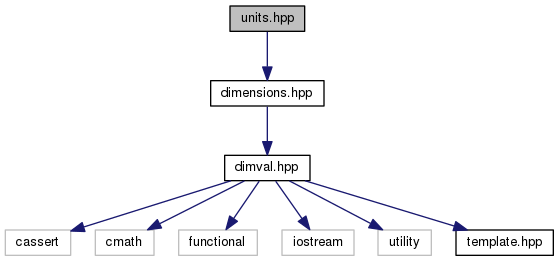 units.hpp
dimensions.hpp
dimval.hpp
cassert
cmath
functional
iostream
utility
template.hpp